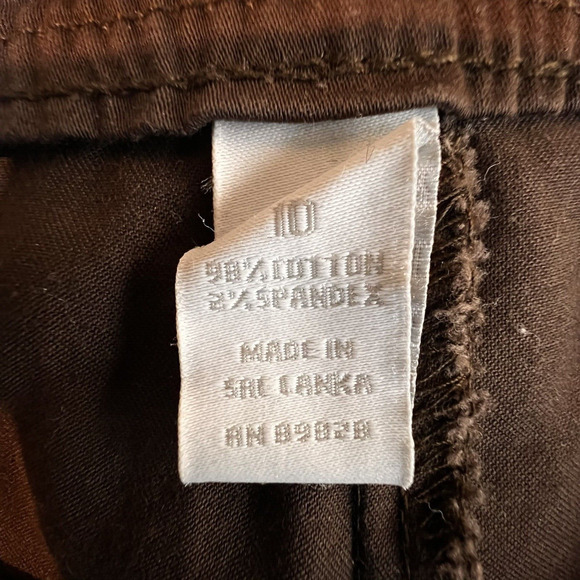 10
98% COTTON
2% SPANDEX
MADE IN
SRI LANKA
RN 89028